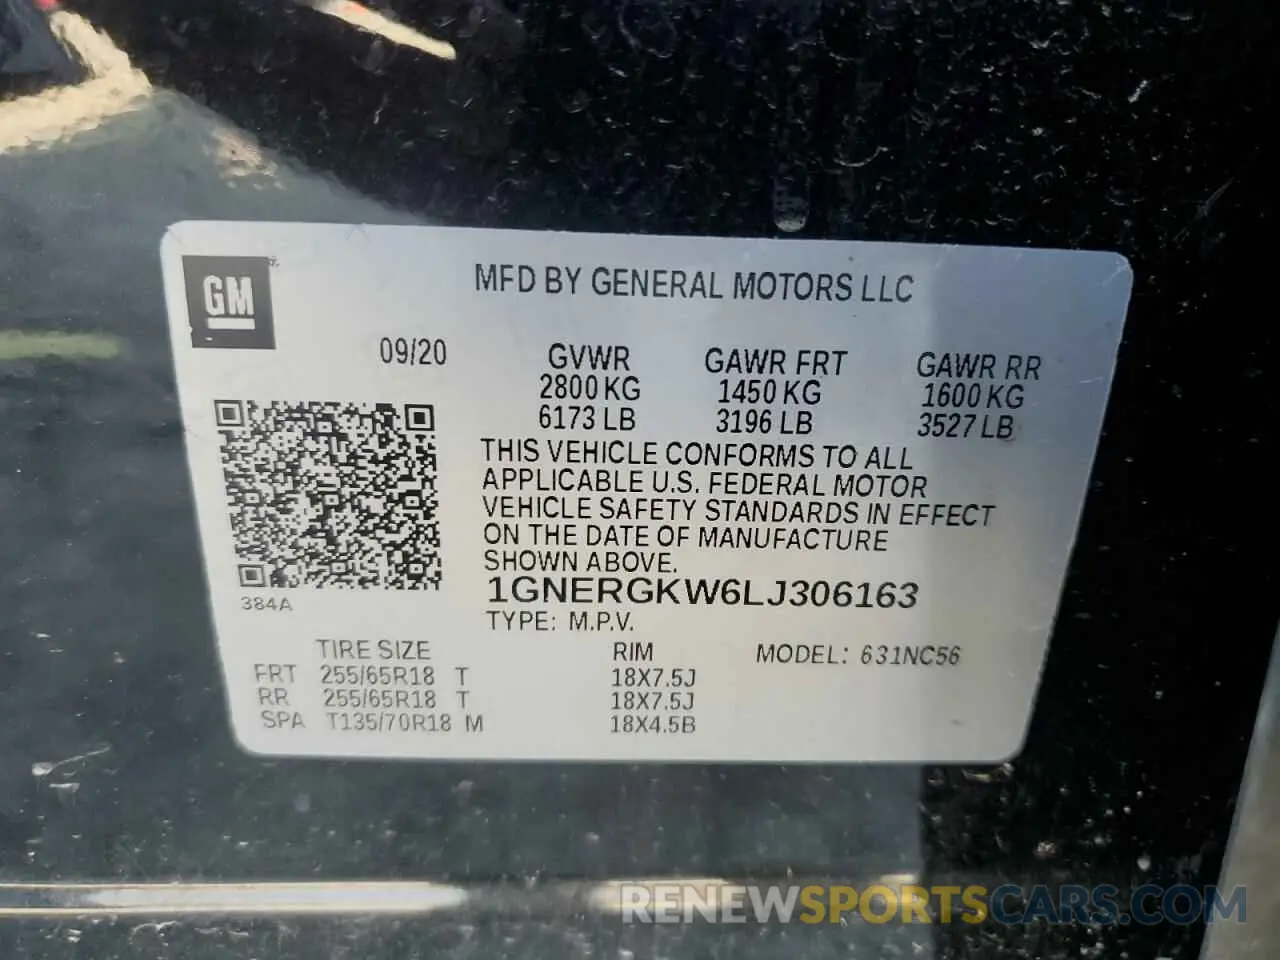 GM
MFD BY GENERAL MOTORS LLC
09/20
GVWR GAWR FRT GAWR RR
2800 KG 1450 KG 1600 KG
6173 LB 3196 LB 3527 LB
THIS VEHICLE CONFORMS TO ALL
APPLICABLE U.S. FEDERAL MOTOR
VEHICLE SAFETY STANDARDS IN EFFECT
ON THE DATE OF MANUFACTURE
SHOWN ABOVE.
1GNERGKW6LJ306163
384A
TYPE: M.P.V.
TIRE SIZE RIM MODEL: 631NC56
FRT 255/65R18 T 18X7.5J
RR 255/65R18 T 18X7.5J
SPA T135/70R18 M 18X4.5B
RENEWSPORTSCARS.COM